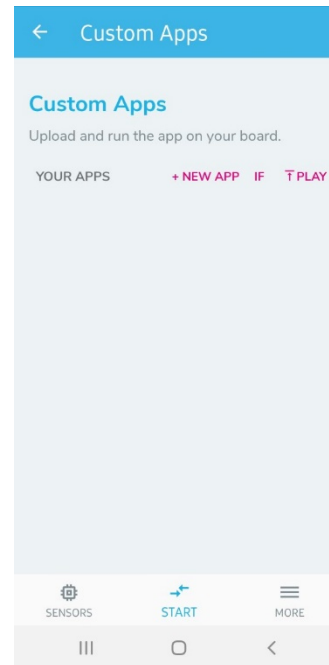 Custom Apps
Custom Apps
Upload and run the app on your board.
YOUR APPS + NEW APP IF PLAY
SENSORS START MORE